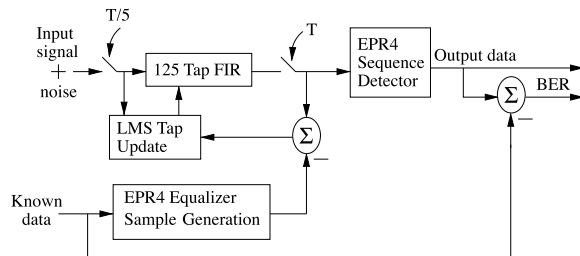 T/5
Input
signal
+
noise
125 Tap FIR
T
EPR4
Sequence
Detector
Output data
Σ
BER
–
LMS Tap
Update
Σ
–
Known
data
EPR4 Equalizer
Sample Generation